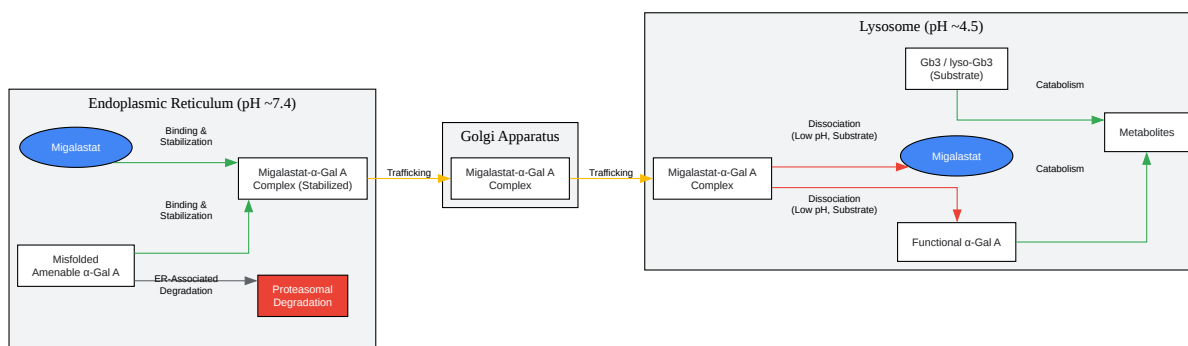 Endoplasmic Reticulum (pH ~7.4)
Migalastat
Binding &
Stabilization
Migalastat-α-Gal A
Complex (Stabilized)
Binding &
Stabilization
Misfolded
Amenable α-Gal A
ER-Associated
Degradation
Proteasomal
Degradation
Trafficking
Golgi Apparatus
Migalastat-α-Gal A
Complex
Trafficking
Lysosome (pH ~4.5)
Gb3 / lyso-Gb3
(Substrate)
Catabolism
Metabolites
Dissociation
(Low pH, Substrate)
Migalastat
Migalastat-α-Gal A
Complex
Catabolism
Dissociation
(Low pH, Substrate)
Functional α-Gal A